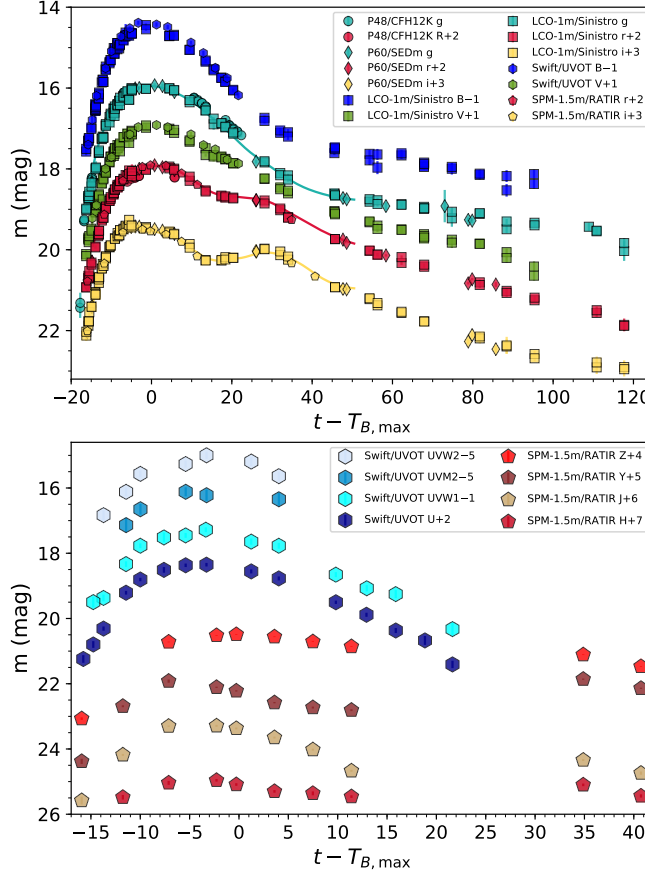 P48/CFH12K g
P48/CFH12K R+2
P60/SEDm g
P60/SEDm r+2
P60/SEDm i+3
LCO-1m/Sinistro B−1
LCO-1m/Sinistro V+1
LCO-1m/Sinistro g
LCO-1m/Sinistro r+2
LCO-1m/Sinistro i+3
Swift/UVOT B−1
Swift/UVOT V+1
SPM-1.5m/RATIR r+2
SPM-1.5m/RATIR i+3
14
16
18
20
22
m (mag)
−20 0 20 40 60 80 100 120
t − T_B,max
Swift/UVOT UVW2−5
Swift/UVOT UVM2−5
Swift/UVOT UVW1−1
Swift/UVOT U+2
SPM-1.5m/RATIR Z+4
SPM-1.5m/RATIR Y+5
SPM-1.5m/RATIR J+6
SPM-1.5m/RATIR H+7
16
18
20
22
24
26
m (mag)
−15 −10 −5 0 5 10 15 20 25 30 35 40
t − T_B,max